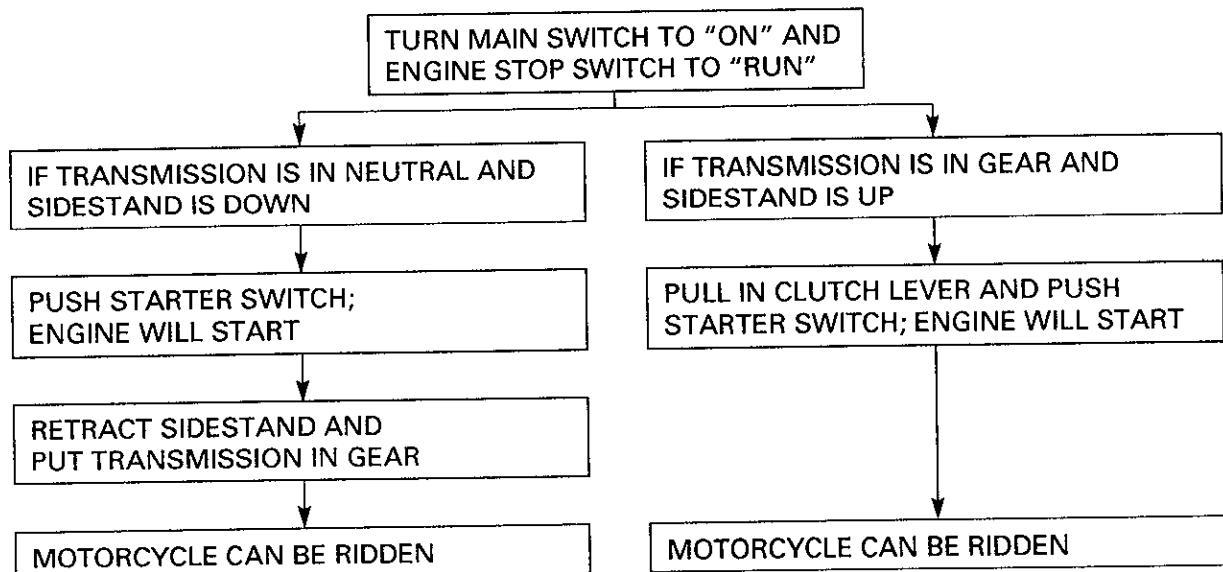 TURN MAIN SWITCH TO “ON” AND
ENGINE STOP SWITCH TO “RUN”
IF TRANSMISSION IS IN NEUTRAL AND
SIDESTAND IS DOWN
PUSH STARTER SWITCH;
ENGINE WILL START
RETRACT SIDESTAND AND
PUT TRANSMISSION IN GEAR
MOTORCYCLE CAN BE RIDDEN
IF TRANSMISSION IS IN GEAR AND
SIDESTAND IS UP
PULL IN CLUTCH LEVER AND PUSH
STARTER SWITCH; ENGINE WILL START
MOTORCYCLE CAN BE RIDDEN